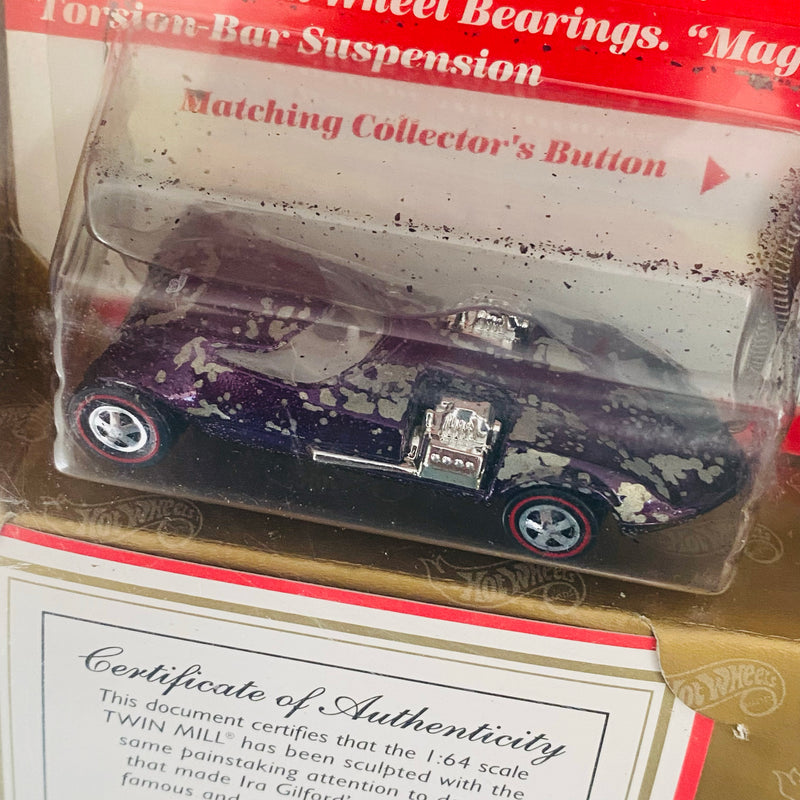 Wheel Bearings. “Mag
Torsion-Bar Suspension
Matching Collector's Button
HOT WHEELS
HOT WHEELS
HOT WHEELS
Certificate of Authenticity
This document certifies that the 1:64 scale
TWIN MILL® has been sculpted with the
same painstaking attention to d
that made Ira Gilford'
famous and